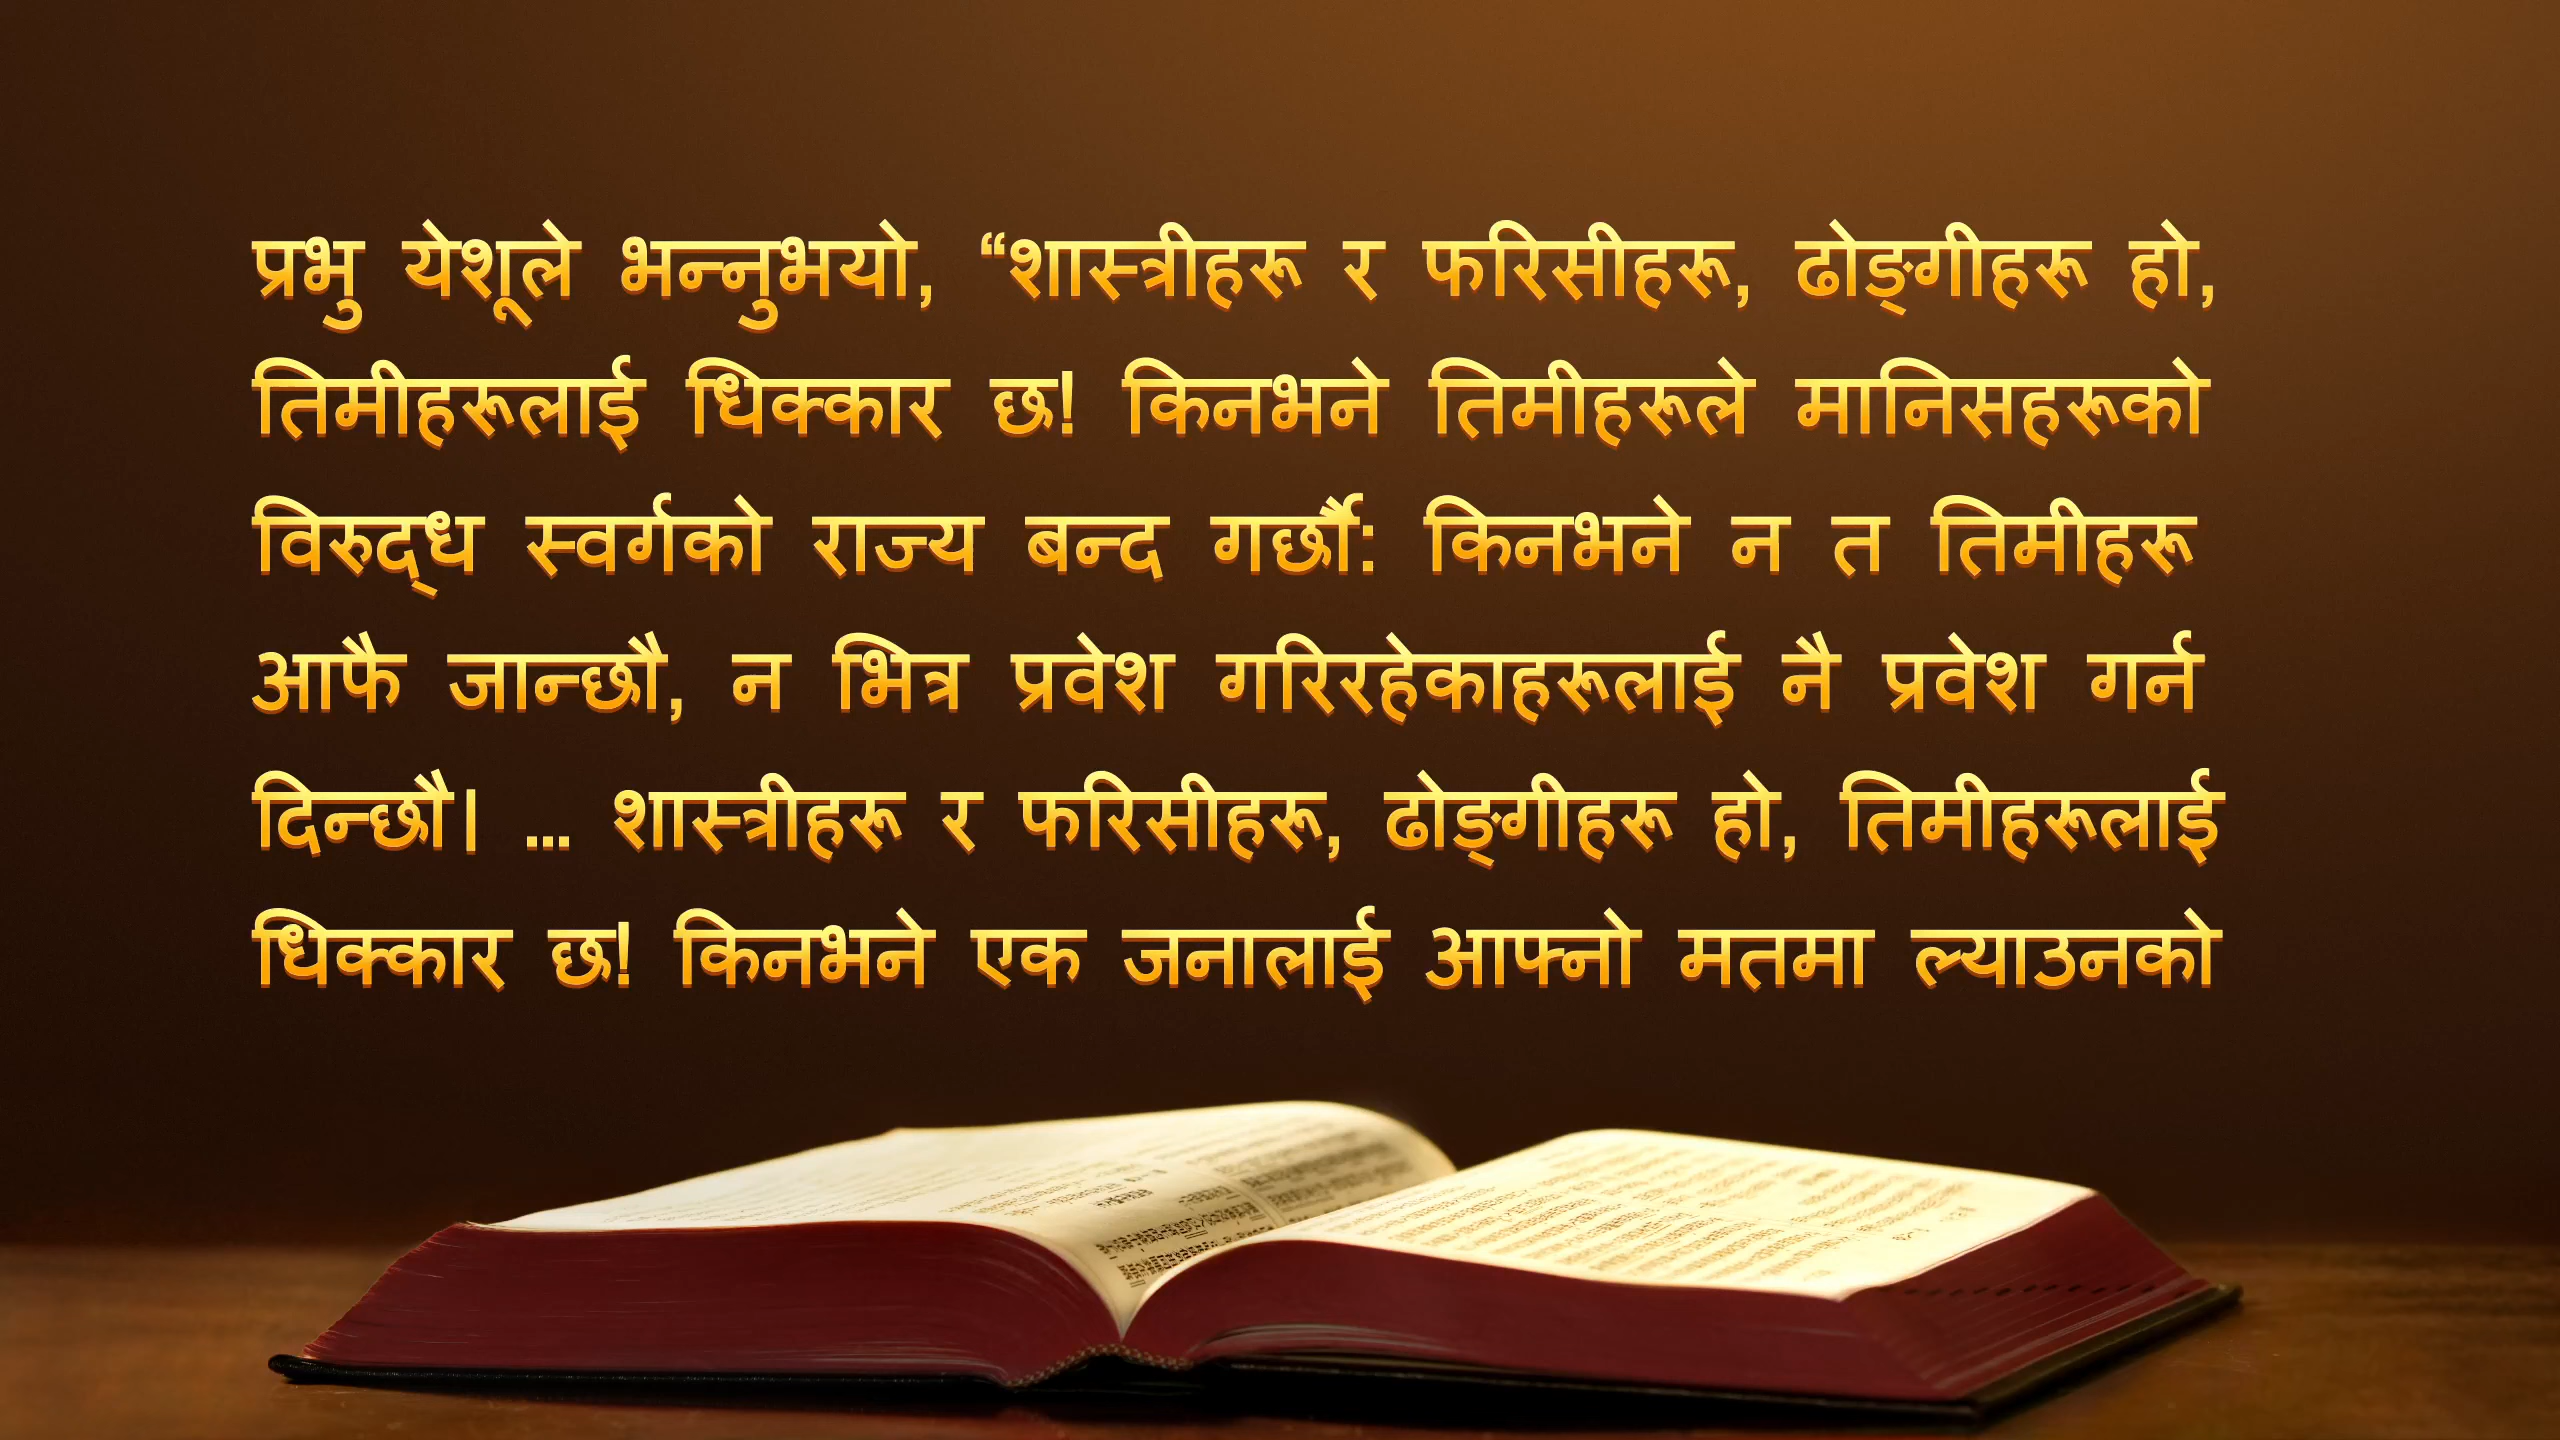 प्रभु येशूले भन्नुभयो, “शास्त्रीहरू र फरिसीहरू, ढोङ्गीहरू हो,
तिमीहरूलाई धिक्कार छ! किनभने तिमीहरूले मानिसहरूको
विरुद्ध स्वर्गको राज्य बन्द गर्छौ: किनभने न त तिमीहरू
आफै जान्छौ, न भित्र प्रवेश गरिरहेकाहरूलाई नै प्रवेश गर्न
दिन्छौ। ... शास्त्रीहरू र फरिसीहरू, ढोङ्गीहरू हो, तिमीहरूलाई
धिक्कार छ! किनभने एक जनालाई आफ्नो मतमा ल्याउनको